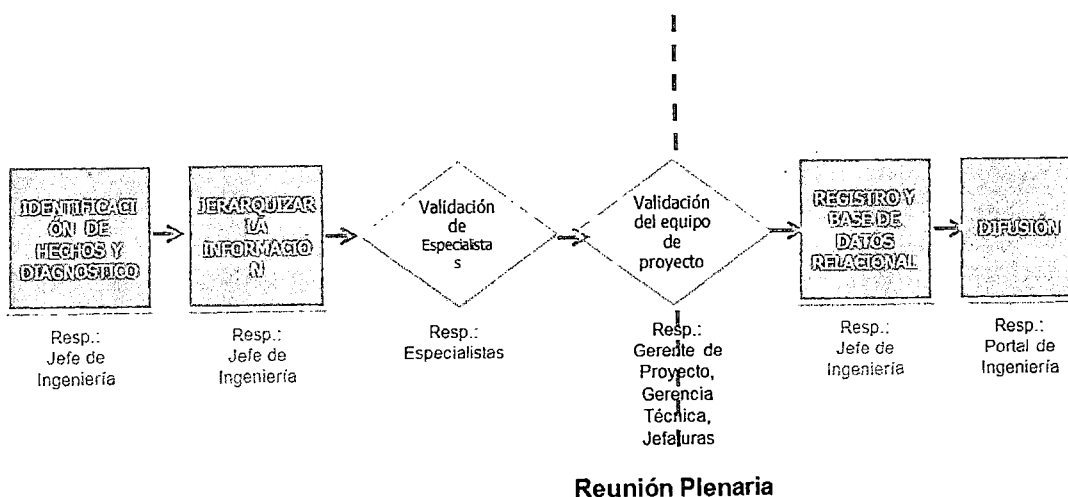 IDENTIFICACI
ÓN DE
HECHOS Y
DIAGNOSTICO
Resp.:
Jefe de
Ingeniería
JERARQUIZAR
LA
INFORMACIÓ
N
Resp.:
Jefe de
Ingeniería
Validación
de
Especialista
s
Resp.:
Especialistas
Validación
del equipo
de
proyecto
Resp.:
Gerente de
Proyecto,
Gerencia
Técnica,
Jefaturas
REGISTRO Y
BASE DE
DATOS
RELACIONAL
Resp.:
Jefe de
Ingeniería
DIFUSIÓN
Resp.:
Portal de
Ingeniería
Reunión Plenaria